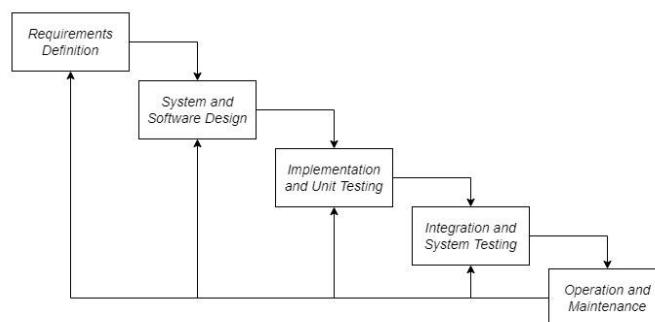 Requirements
Definition
System and
Software Design
Implementation
and Unit Testing
Integration and
System Testing
Operation and
Maintenance